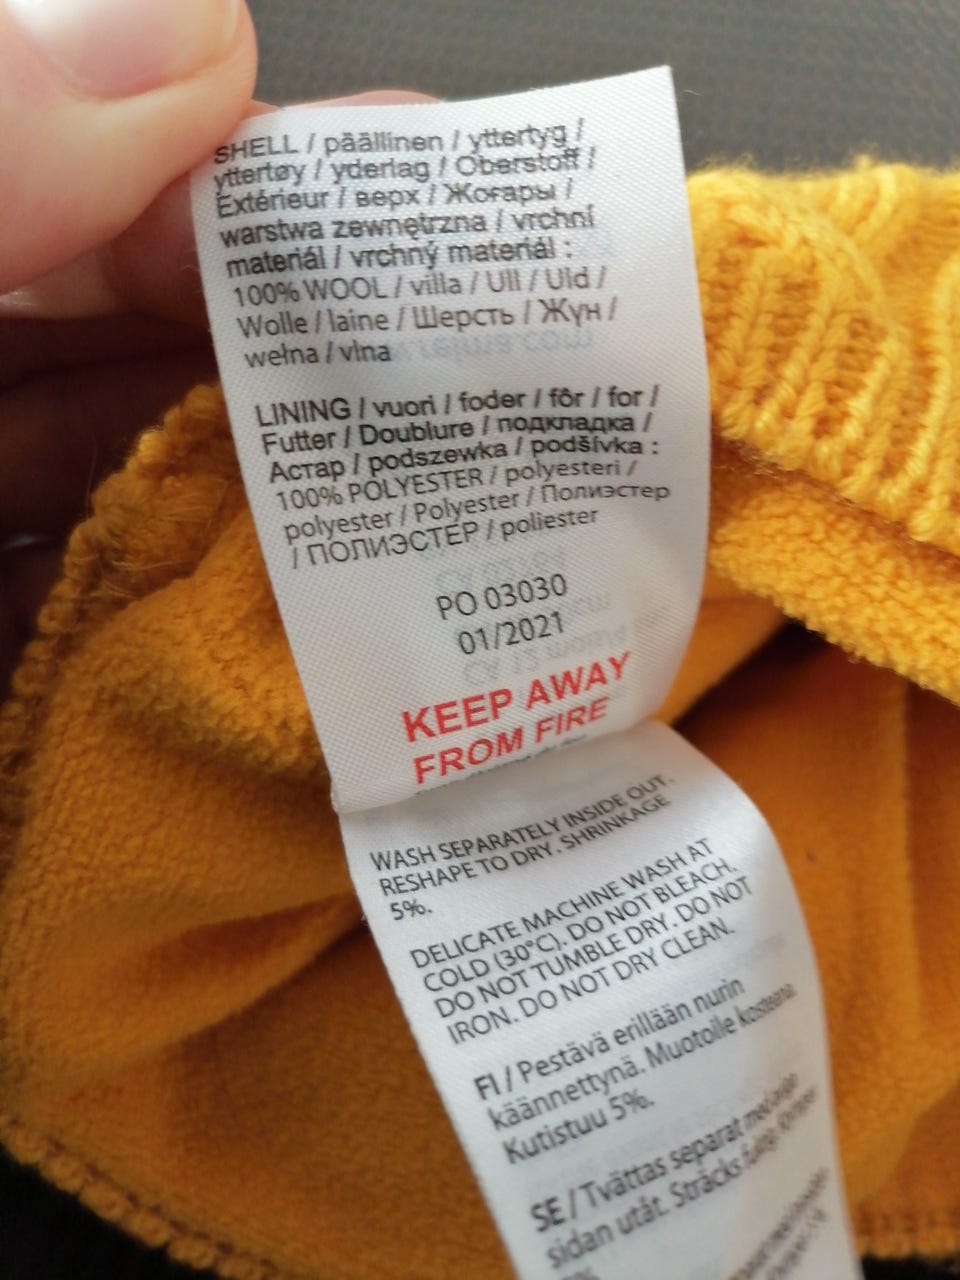 SHELL / päällinen / yttertyg /
yttertøy / yderlag / Oberstoff /
Extérieur / верх / Жоғары /
warstwa zewnętrzna / vrchní
materiál / vrchný materiál :
100% WOOL / villa / Ull / Uld /
Wolle / laine / Шерсть / Жүн /
wełna / vlna
LINING / vuori / foder / fôr / for /
Futter / Doublure / подкладка /
Астар / podszewka / podšívka :
100% POLYESTER / polyesteri /
polyester / Polyester / Полиэстер
/ ПОЛИЭСТЕР / poliester
PO 03030
01/2021
KEEP AWAY
FROM FIRE
WASH SEPARATELY INSIDE OUT.
RESHAPE TO DRY. SHRINKAGE
5%.
DELICATE MACHINE WASH AT
COLD (30°C). DO NOT BLEACH.
DO NOT TUMBLE DRY. DO NOT
IRON. DO NOT DRY CLEAN.
FI / Pestävä erillään nurin
käännettynä. Muotoile kosteana.
Kutistuu 5%.
SE / Tvättas separat med
sidan utåt. Sträcks